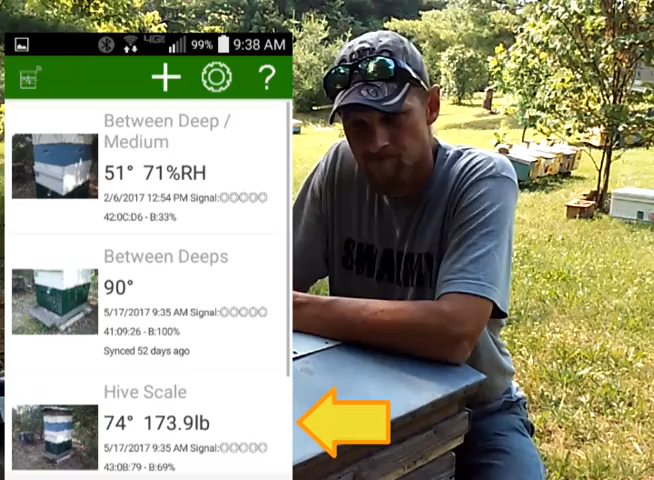 4G 99% 9:38 AM
+ ?
Between Deep /
Medium
51° 71%RH
2/6/2017 12:54 PM Signal:
42:0C:D6 - B:33%
Between Deeps
90°
5/17/2017 9:35 AM Signal:
41:09:26 - B:100%
Synced 52 days ago
Hive Scale
74° 173.9lb
5/17/2017 9:35 AM Signal:
43:0B:79 - B:69%